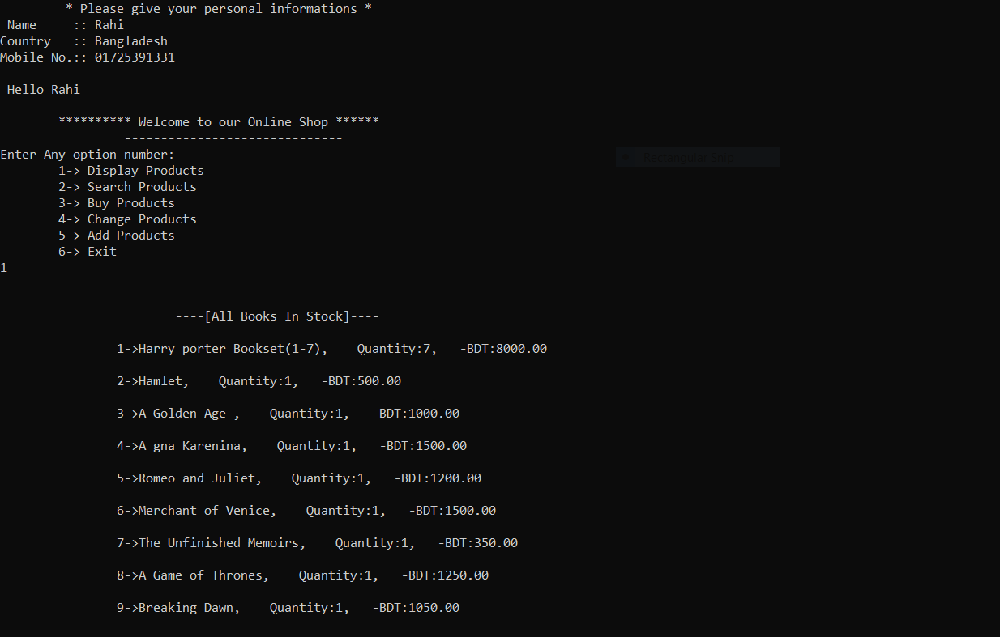 * Please give your personal informations *
Name     :: Rahi
Country   :: Bangladesh
Mobile No.:: 01725391331
Hello Rahi
********** Welcome to our Online Shop ******
------------------------------
Enter Any option number:
1-> Display Products
2-> Search Products
3-> Buy Products
4-> Change Products
5-> Add Products
6-> Exit
1
----[All Books In Stock]----
1->Harry porter Bookset(1-7),    Quantity:7,   -BDT:8000.00
2->Hamlet,    Quantity:1,   -BDT:500.00
3->A Golden Age ,    Quantity:1,   -BDT:1000.00
4->A gna Karenina,    Quantity:1,   -BDT:1500.00
5->Romeo and Juliet,    Quantity:1,   -BDT:1200.00
6->Merchant of Venice,    Quantity:1,   -BDT:1500.00
7->The Unfinished Memoirs,    Quantity:1,   -BDT:350.00
8->A Game of Thrones,    Quantity:1,   -BDT:1250.00
9->Breaking Dawn,    Quantity:1,   -BDT:1050.00
Rectangular Snip